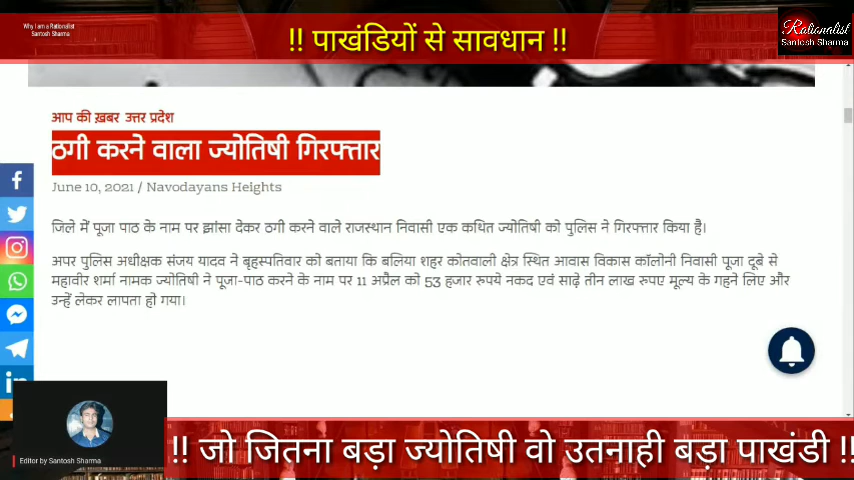 Why I am a Rationalist
Santosh Sharma
!! पाखंडियों से सावधान !!
Rationalist
Santosh Sharma
आप की ख़बर उत्तर प्रदेश
ठगी करने वाला ज्योतिषी गिरफ्तार
June 10, 2021 / Navodayans Heights
जिले में पूजा पाठ के नाम पर झांसा देकर ठगी करने वाले राजस्थान निवासी एक कथित ज्योतिषी को पुलिस ने गिरफ्तार किया है।
अपर पुलिस अधीक्षक संजय यादव ने बृहस्पतिवार को बताया कि बलिया शहर कोतवाली क्षेत्र स्थित आवास विकास कॉलोनी निवासी पूजा दूबे से
महावीर शर्मा नामक ज्योतिषी ने पूजा-पाठ करने के नाम पर 11 अप्रैल को 53 हजार रुपये नकद एवं साढ़े तीन लाख रुपए मूल्य के गहने लिए और
उन्हें लेकर लापता हो गया।
Editor by Santosh Sharma
!! जो जितना बड़ा ज्योतिषी वो उतनाही बड़ा पाखंडी !!